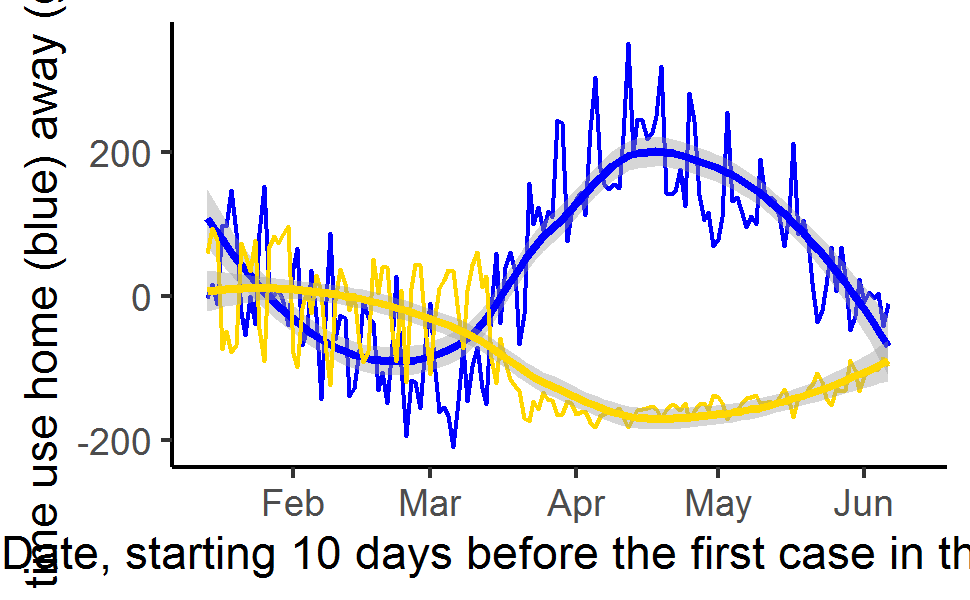 time use home (blue) away (
200
0
-200
Feb Mar Apr May Jun
Date, starting 10 days before the first case in th